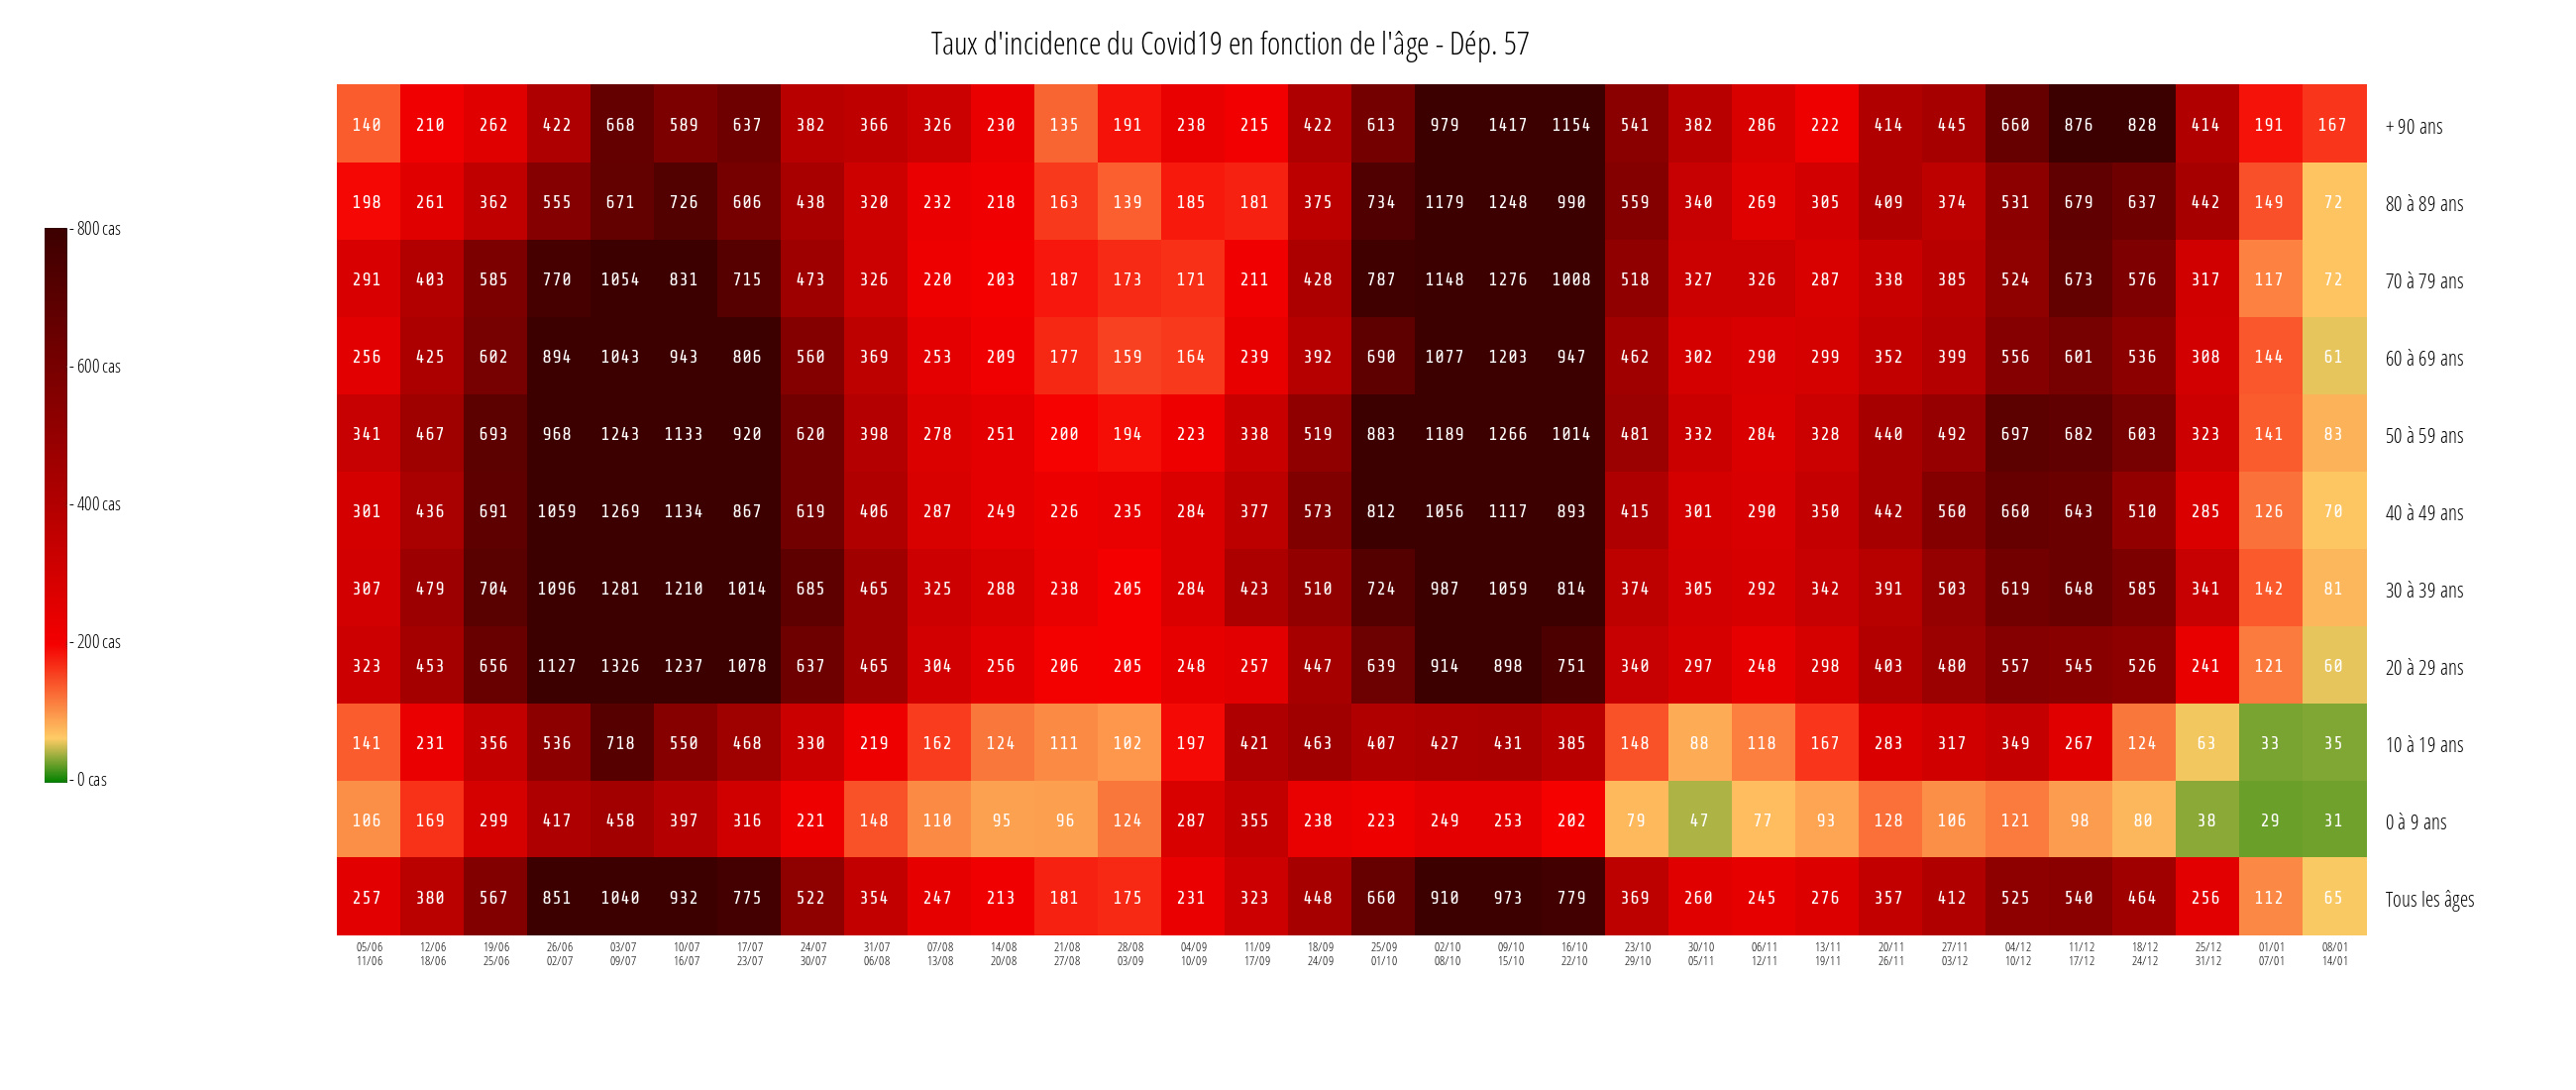 Taux d'incidence du Covid19 en fonction de l'âge - Dép. 57
- 800 cas
- 600 cas
- 400 cas
- 200 cas
- 0 cas
140 210 262 422 668 589 637 382 366 326 230 135 191 238 215 422 613 979 1417 1154 541 382 286 222 414 445 660 876 828 414 191 167 + 90 ans
198 261 362 555 671 726 606 438 320 232 218 163 139 185 181 375 734 1179 1248 990 559 340 269 305 409 374 531 679 637 442 149 72 80 à 89 ans
291 403 585 770 1054 831 715 473 326 220 203 187 173 171 211 428 787 1148 1276 1008 518 327 326 287 338 385 524 673 576 317 117 72 70 à 79 ans
256 425 602 894 1043 943 806 560 369 253 209 177 159 164 239 392 690 1077 1203 947 462 302 290 299 352 399 556 601 536 308 144 61 60 à 69 ans
341 467 693 968 1243 1133 920 620 398 278 251 200 194 223 338 519 883 1189 1266 1014 481 332 284 328 440 492 697 682 603 323 141 83 50 à 59 ans
301 436 691 1059 1269 1134 867 619 406 287 249 226 235 284 377 573 812 1056 1117 893 415 301 290 350 442 560 660 643 510 285 126 70 40 à 49 ans
307 479 704 1096 1281 1210 1014 685 465 325 288 238 205 284 423 510 724 987 1059 814 374 305 292 342 391 503 619 648 585 341 142 81 30 à 39 ans
323 453 656 1127 1326 1237 1078 637 465 304 256 206 205 248 257 447 639 914 898 751 340 297 248 298 403 480 557 545 526 241 121 60 20 à 29 ans
141 231 356 536 718 550 468 330 219 162 124 111 102 197 421 463 407 427 431 385 148 88 118 167 283 317 349 267 124 63 33 35 10 à 19 ans
106 169 299 417 458 397 316 221 148 110 95 96 124 287 355 238 223 249 253 202 79 47 77 93 128 106 121 98 80 38 29 31 0 à 9 ans
257 380 567 851 1040 932 775 522 354 247 213 181 175 231 323 448 660 910 973 779 369 260 245 276 357 412 525 540 464 256 112 65 Tous les âges
05/06 12/06 19/06 26/06 03/07 10/07 17/07 24/07 31/07 07/08 14/08 21/08 28/08 04/09 11/09 18/09 25/09 02/10 09/10 16/10 23/10 30/10 06/11 13/11 20/11 27/11 04/12 11/12 18/12 25/12 01/01 08/01
11/06 18/06 25/06 02/07 09/07 16/07 23/07 30/07 06/08 13/08 20/08 27/08 03/09 10/09 17/09 24/09 01/10 08/10 15/10 22/10 29/10 05/11 12/11 19/11 26/11 03/12 10/12 17/12 24/12 31/12 07/01 14/01